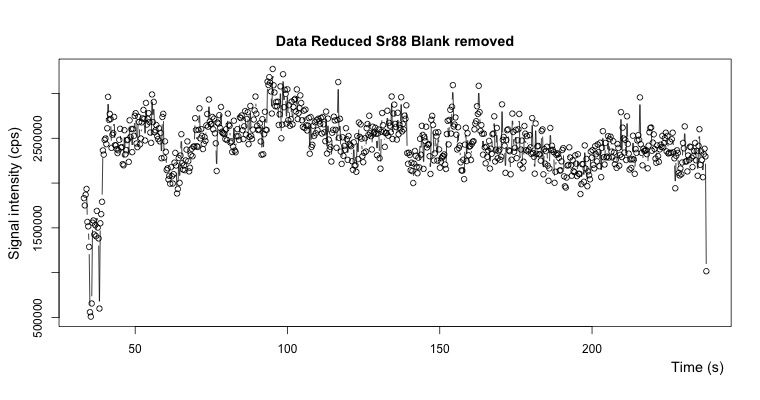 Data Reduced Sr88 Blank removed
Signal intensity (cps)
2500000
1500000
500000
50 100 150 200
Time (s)